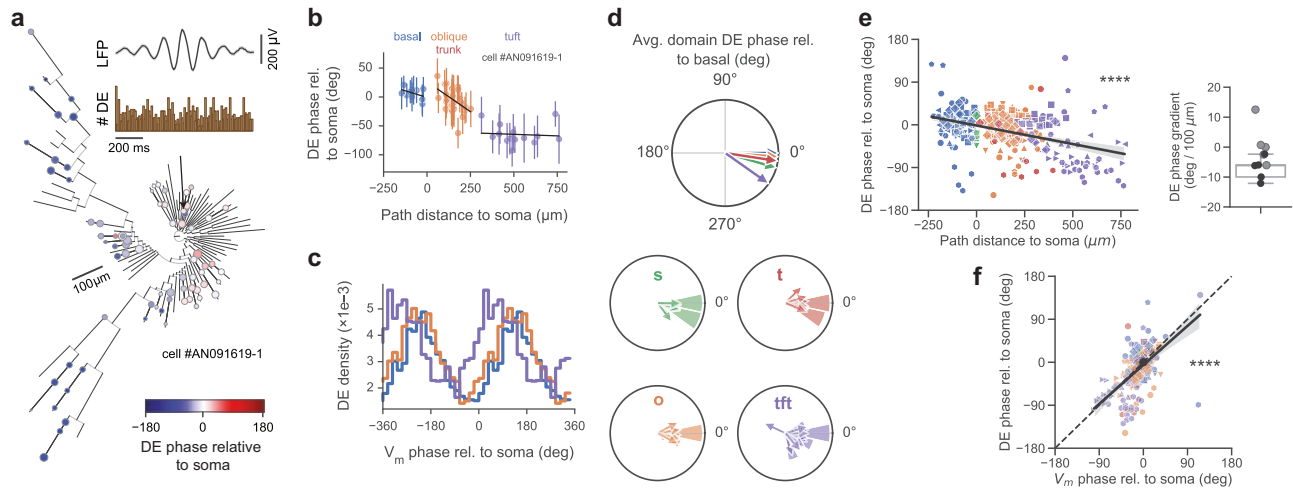 a
LFP
200 µV
# DE
200 ms
100µm
cell #AN091619-1
−180
0
180
DE phase relative
to soma
b
basal
oblique
trunk
tuft
cell #AN091619-1
DE phase rel.
to soma (deg)
50
0
−50
−100
−250
0
250
500
750
Path distance to soma (µm)
c
DE density (×1e−3)
5
4
3
2
−360
−180
0
180
360
Vm phase rel. to soma (deg)
d
Avg. domain DE phase rel.
to basal (deg)
90°
180°
0°
270°
s
0°
t
0°
o
0°
tft
0°
e
DE phase rel. to soma (deg)
180
90
0
−90
−180
****
−250
0
250
500
750
Path distance to soma (µm)
DE phase gradient
(deg / 100 µm)
20
10
0
−10
−20
f
DE phase rel. to soma (deg)
180
90
0
−90
−180
****
−180
−90
0
90
180
Vm phase rel. to soma (deg)